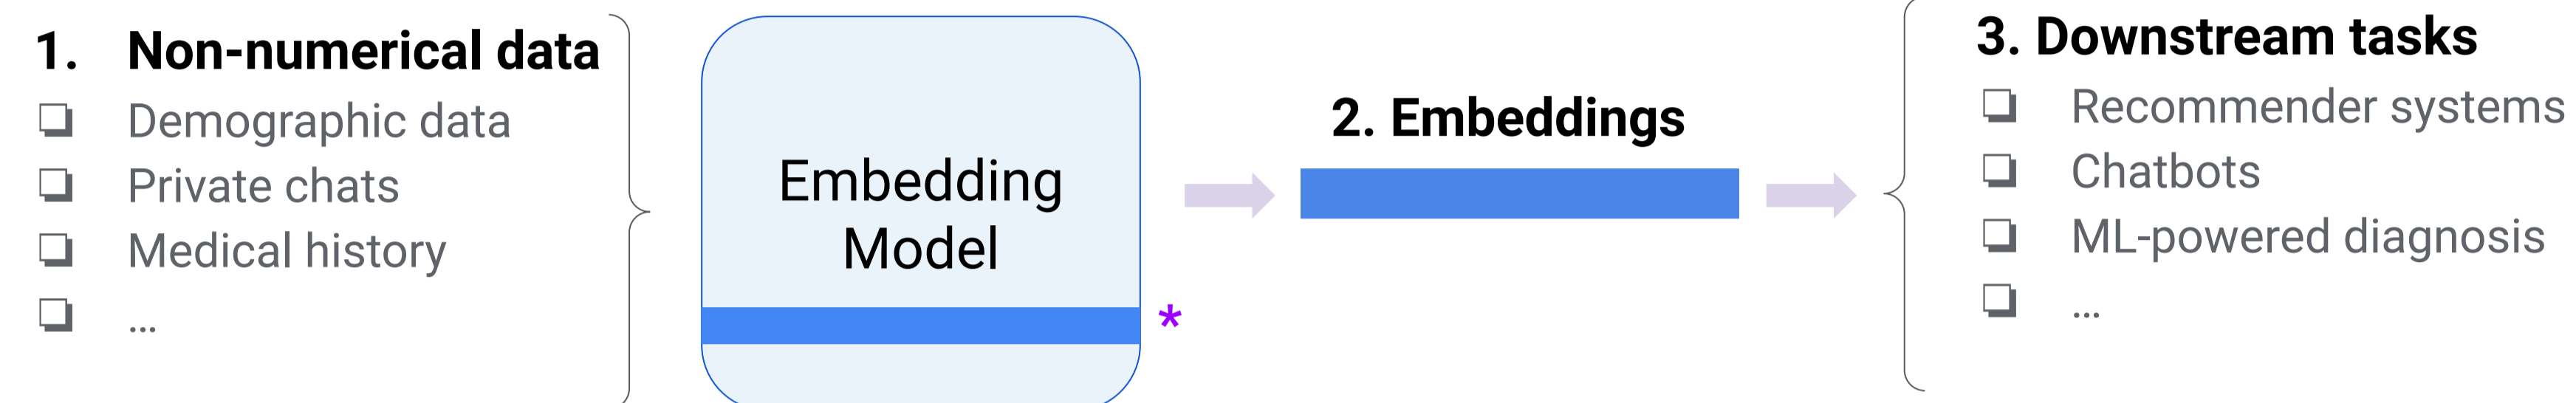 1. Non-numerical data
❏ Demographic data
❏ Private chats
❏ Medical history
❏ ...
Embedding
Model
*
2. Embeddings
3. Downstream tasks
❏ Recommender systems
❏ Chatbots
❏ ML-powered diagnosis
❏ ...